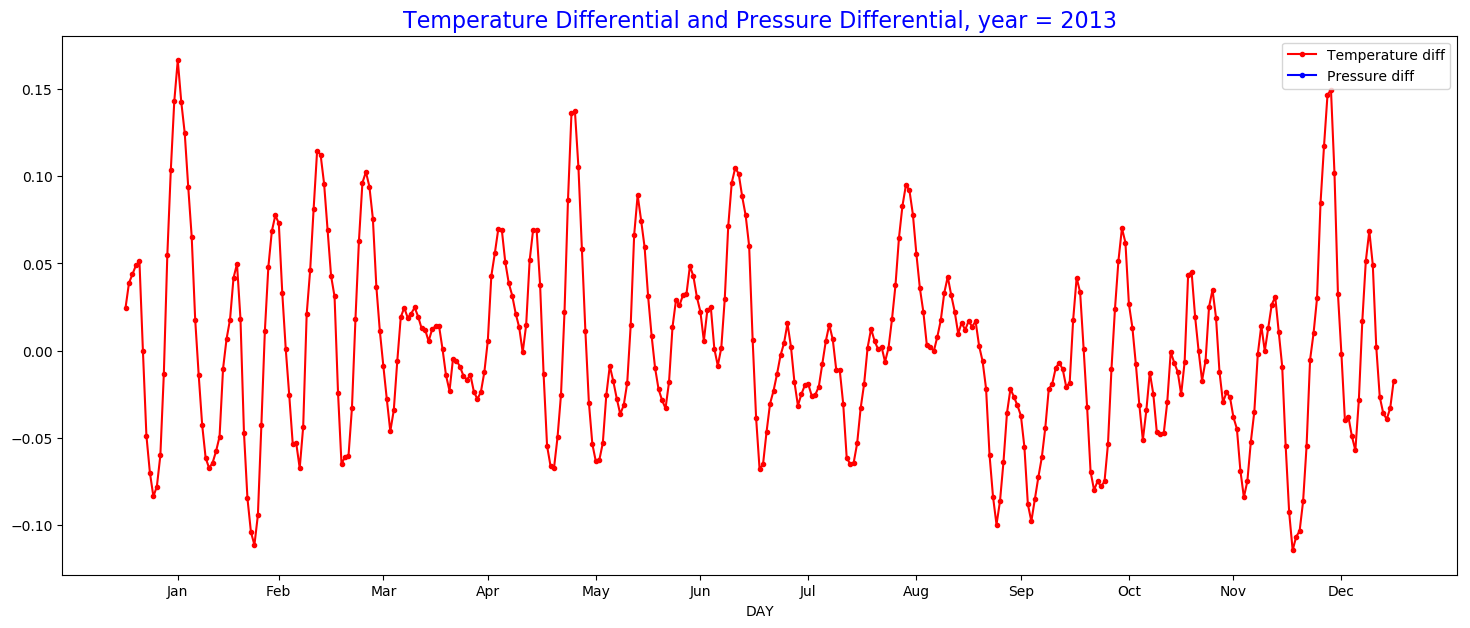 Temperature Differential and Pressure Differential, year = 2013
Temperature diff
Pressure diff
0.15
0.10
0.05
0.00
−0.05
−0.10
Jan Feb Mar Apr May Jun Jul Aug Sep Oct Nov Dec
DAY